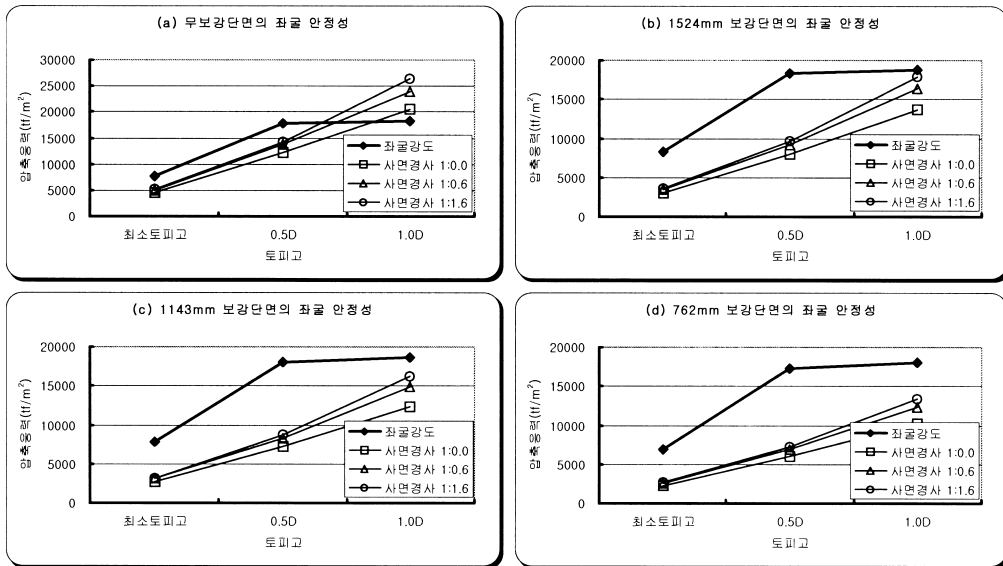 (a) 무보강단면의 좌굴 안정성
압축응력(tf/m²)
30000
25000
20000
15000
10000
5000
0
좌굴강도
사면경사 1:0.0
사면경사 1:0.6
사면경사 1:1.6
최소토피고 0.5D 1.0D
토피고
(b) 1524mm 보강단면의 좌굴 안정성
압축응력(tf/m²)
20000
15000
10000
5000
0
좌굴강도
사면경사 1:0.0
사면경사 1:0.6
사면경사 1:1.6
최소토피고 0.5D 1.0D
토피고
(c) 1143mm 보강단면의 좌굴 안정성
압축응력(tf/m²)
20000
15000
10000
5000
0
좌굴강도
사면경사 1:0.0
사면경사 1:0.6
사면경사 1:1.6
최소토피고 0.5D 1.0D
토피고
(d) 762mm 보강단면의 좌굴 안정성
압축응력(tf/m²)
20000
15000
10000
5000
0
좌굴강도
사면경사 1:0.0
사면경사 1:0.6
사면경사 1:1.6
최소토피고 0.5D 1.0D
토피고